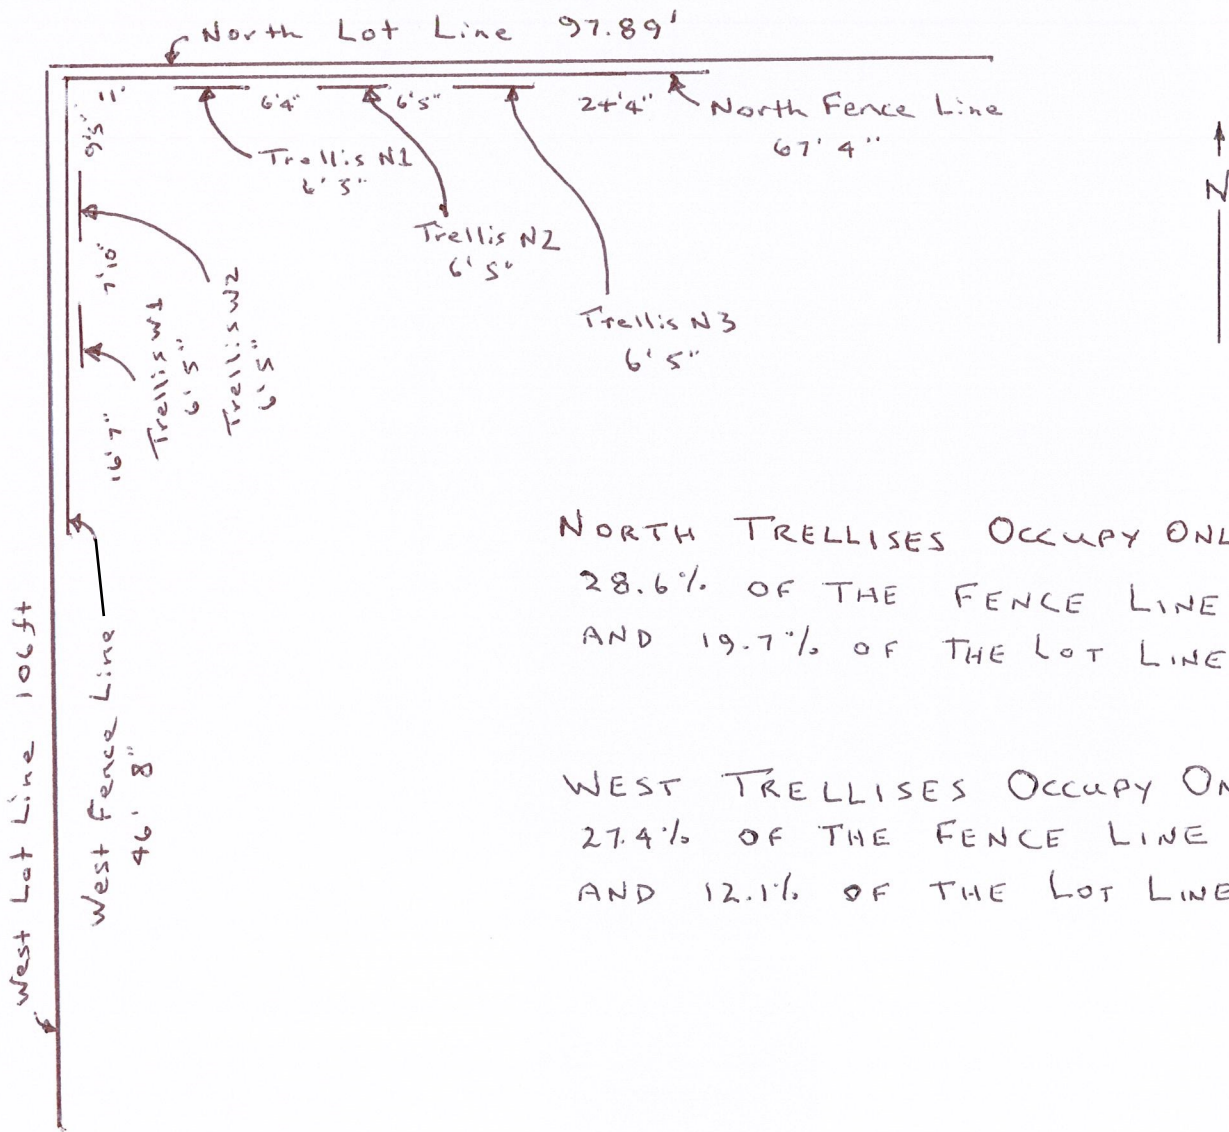 North Lot Line 97.89'
11' 6'4" 6'5" 24'4"
North Fence Line
67' 4"
9'5"
Trellis N1
6' 3"
N
Trellis N2
6' 5"
7'10"
Trellis N3
6' 5"
Trellis W1
6' 5"
Trellis W2
6' 5"
16'7"
NORTH TRELLISES OCCUPY ONL
28.6% OF THE FENCE LINE
AND 19.7% OF THE LOT LINE
West Lot Line 106 ft
West Fence Line
46' 8"
WEST TRELLISES OCCUPY ON
27.4% OF THE FENCE LINE
AND 12.1% OF THE LOT LINE